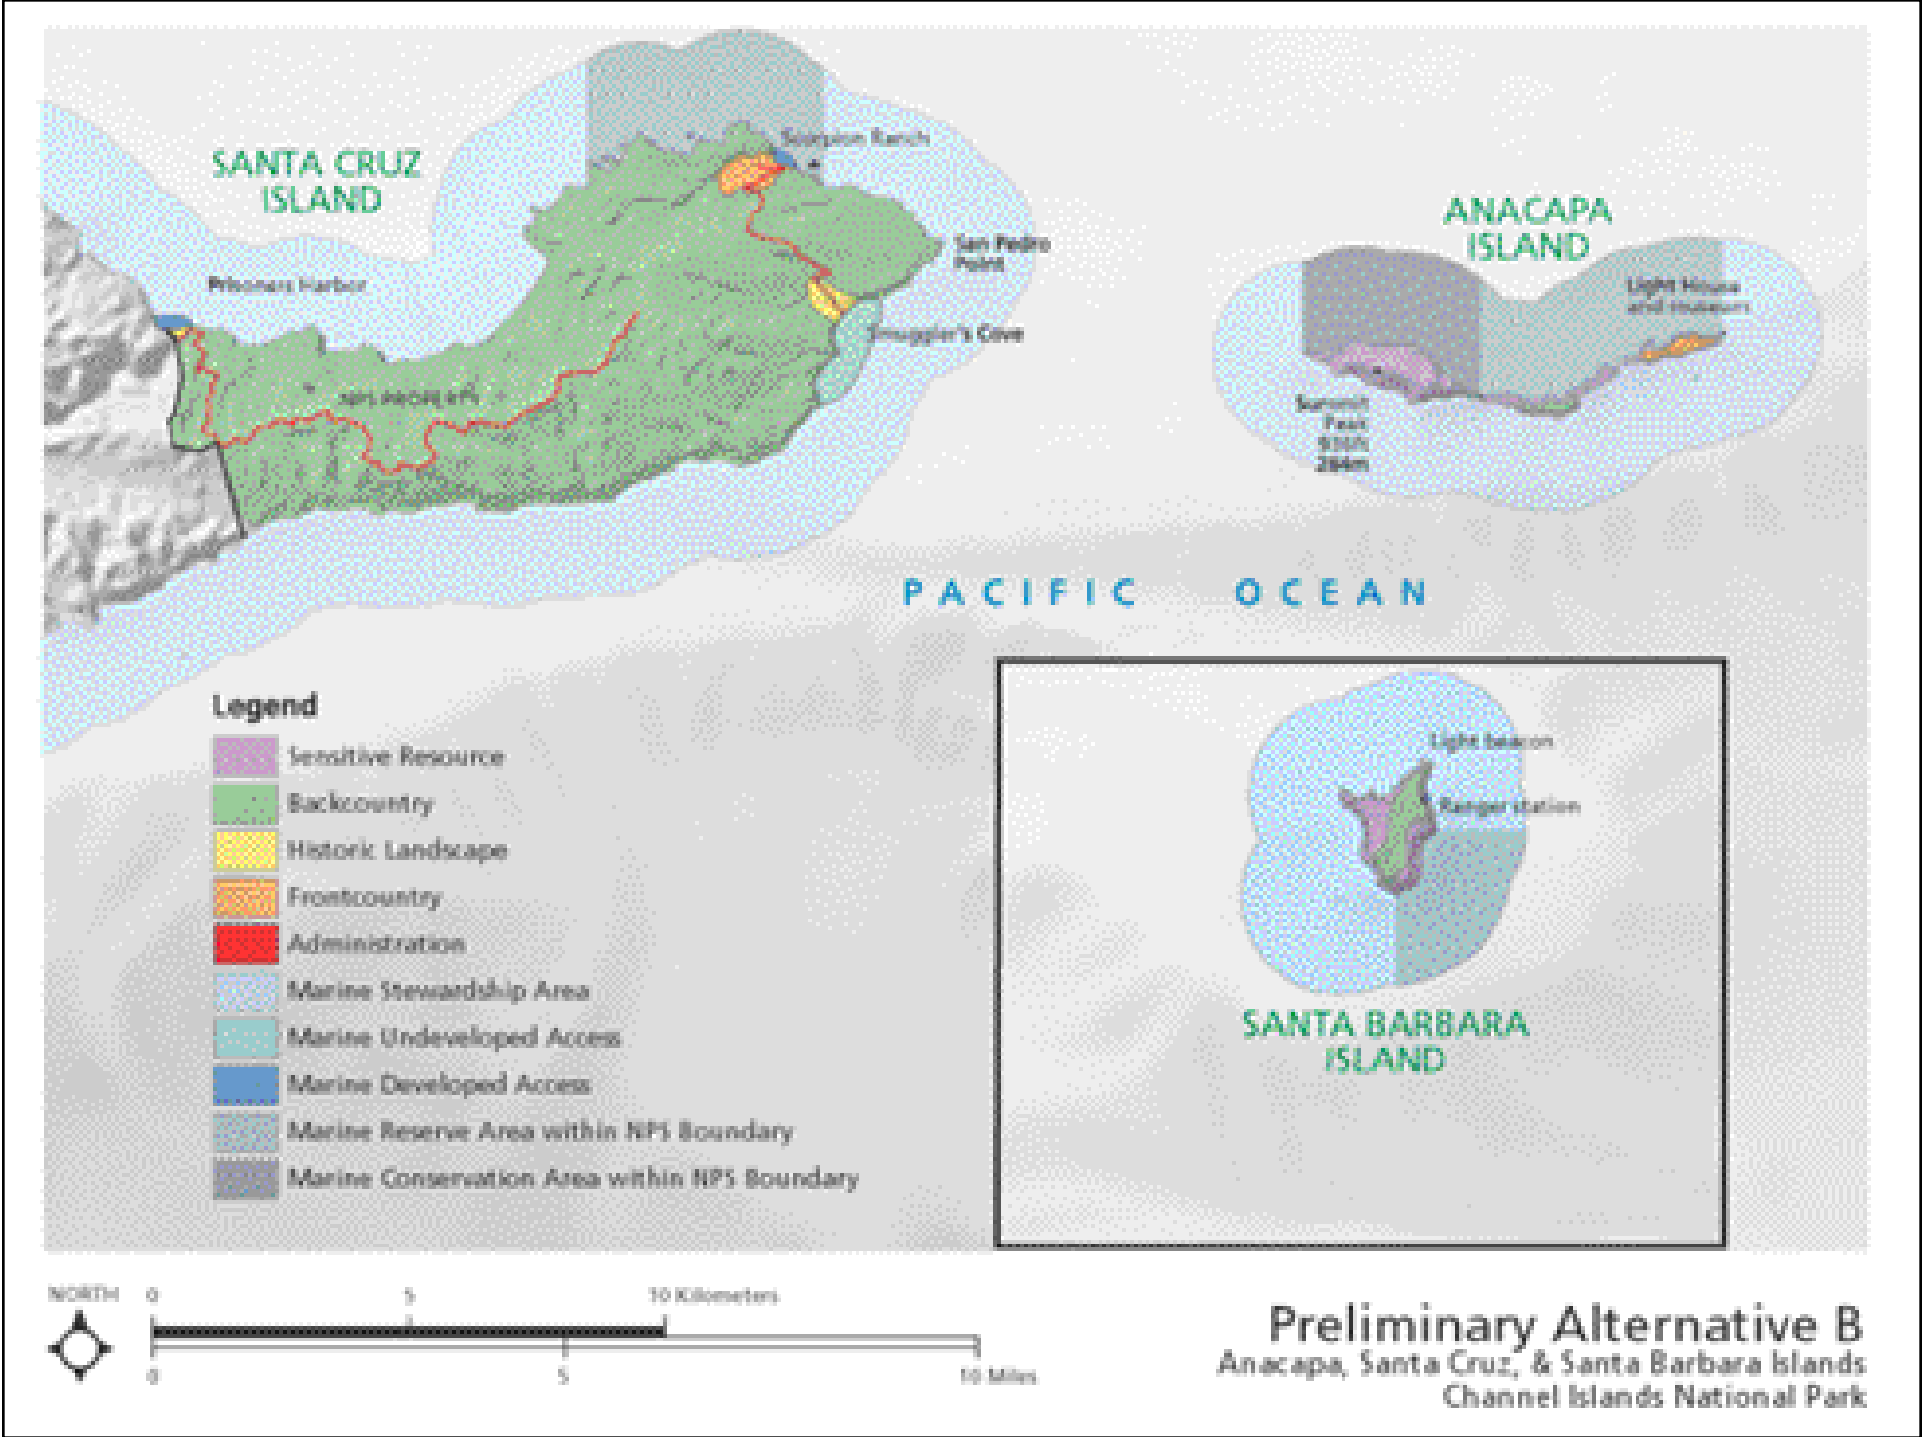 SANTA CRUZ
ISLAND
Scorpion Ranch
San Pedro
Point
Prisoners Harbor
Smuggler's Cove
NPS PROPERTY
ANACAPA
ISLAND
Light House
and museum
Summit
Peak
284m
PACIFIC OCEAN
Light beacon
Ranger station
SANTA BARBARA
ISLAND
Legend
Sensitive Resource
Backcountry
Historic Landscape
Frontcountry
Administration
Marine Stewardship Area
Marine Undeveloped Access
Marine Developed Access
Marine Reserve Area within NPS Boundary
Marine Conservation Area within NPS Boundary
NORTH
0 5 10 Kilometers
0 5 10 Miles
Preliminary Alternative B
Anacapa, Santa Cruz, & Santa Barbara Islands
Channel Islands National Park